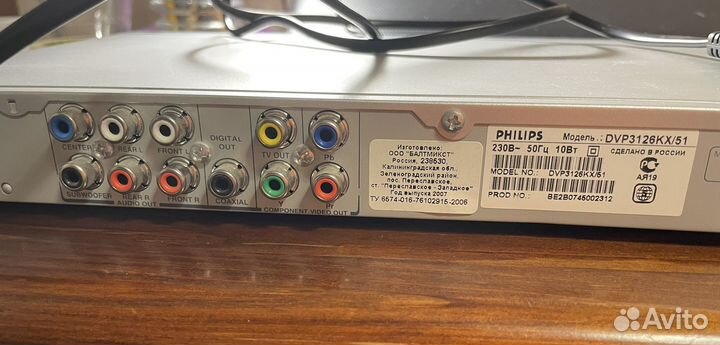 CENTER
REAR L
FRONT L
DIGITAL
OUT
TV OUT
Pb
SUBWOOFER
REAR R
FRONT R
COAXIAL
Y
Pr
AUDIO OUT
COMPONENT VIDEO OUT
Изготовлено:
ООО "БАЛТМИКСТ"
Россия, 238530,
Калининградская обл.,
Зеленоградский район,
пос. Переславское,
ст. "Переславское - Западное"
Год выпуска 2007
ТУ 6574-016-76102915-2006
PHILIPS
Модель.: DVP3126KX/51
230В~ 50Гц 10Вт
СДЕЛАНО В РОССИИ
MODEL NO.: DVP3126KX/51
АЯ19
PROD NO.: BE2B0745002312
Avito